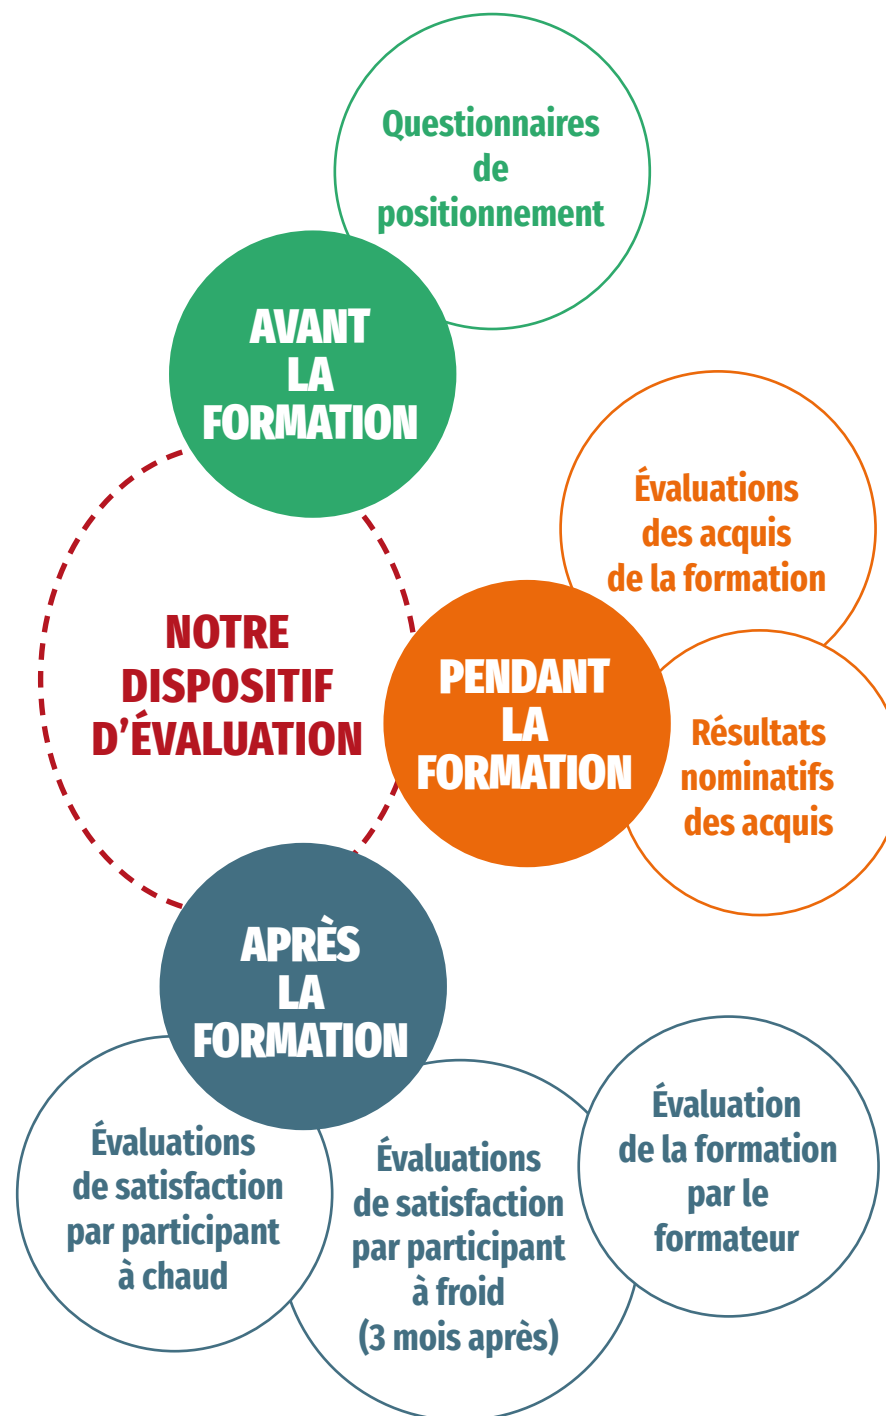 Questionnaires
de
positionnement
AVANT
LA
FORMATION
Évaluations
des acquis
de la formation
NOTRE
DISPOSITIF
D’ÉVALUATION
PENDANT
LA
FORMATION
Résultats
nominatifs
des acquis
APRÈS
LA
FORMATION
Évaluations
de satisfaction
par participant
à chaud
Évaluations
de satisfaction
par participant
à froid
(3 mois après)
Évaluation
de la formation
par le
formateur